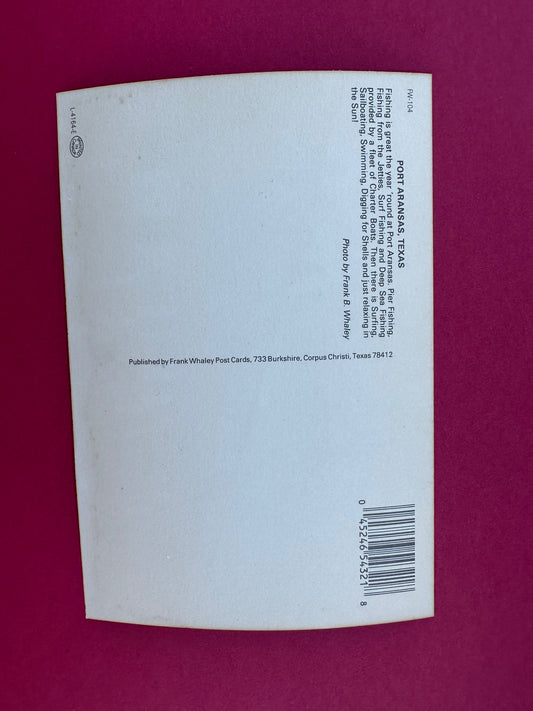 FW-104
PORT ARANSAS, TEXAS
Fishing is great the year 'round at Port Aransas. Pier Fishing,
Fishing from the Jetties, Surf Fishing and Deep Sea Fishing
provided by a fleet of Charter Boats. Then there is Surfing,
Sailboating, Swimming, Digging for Shells and just relaxing in
the Sun!
Photo by Frank B. Whaley
Published by Frank Whaley Post Cards, 733 Burkshire, Corpus Christi, Texas 78412
L-4164-E
0 45246 54321 8